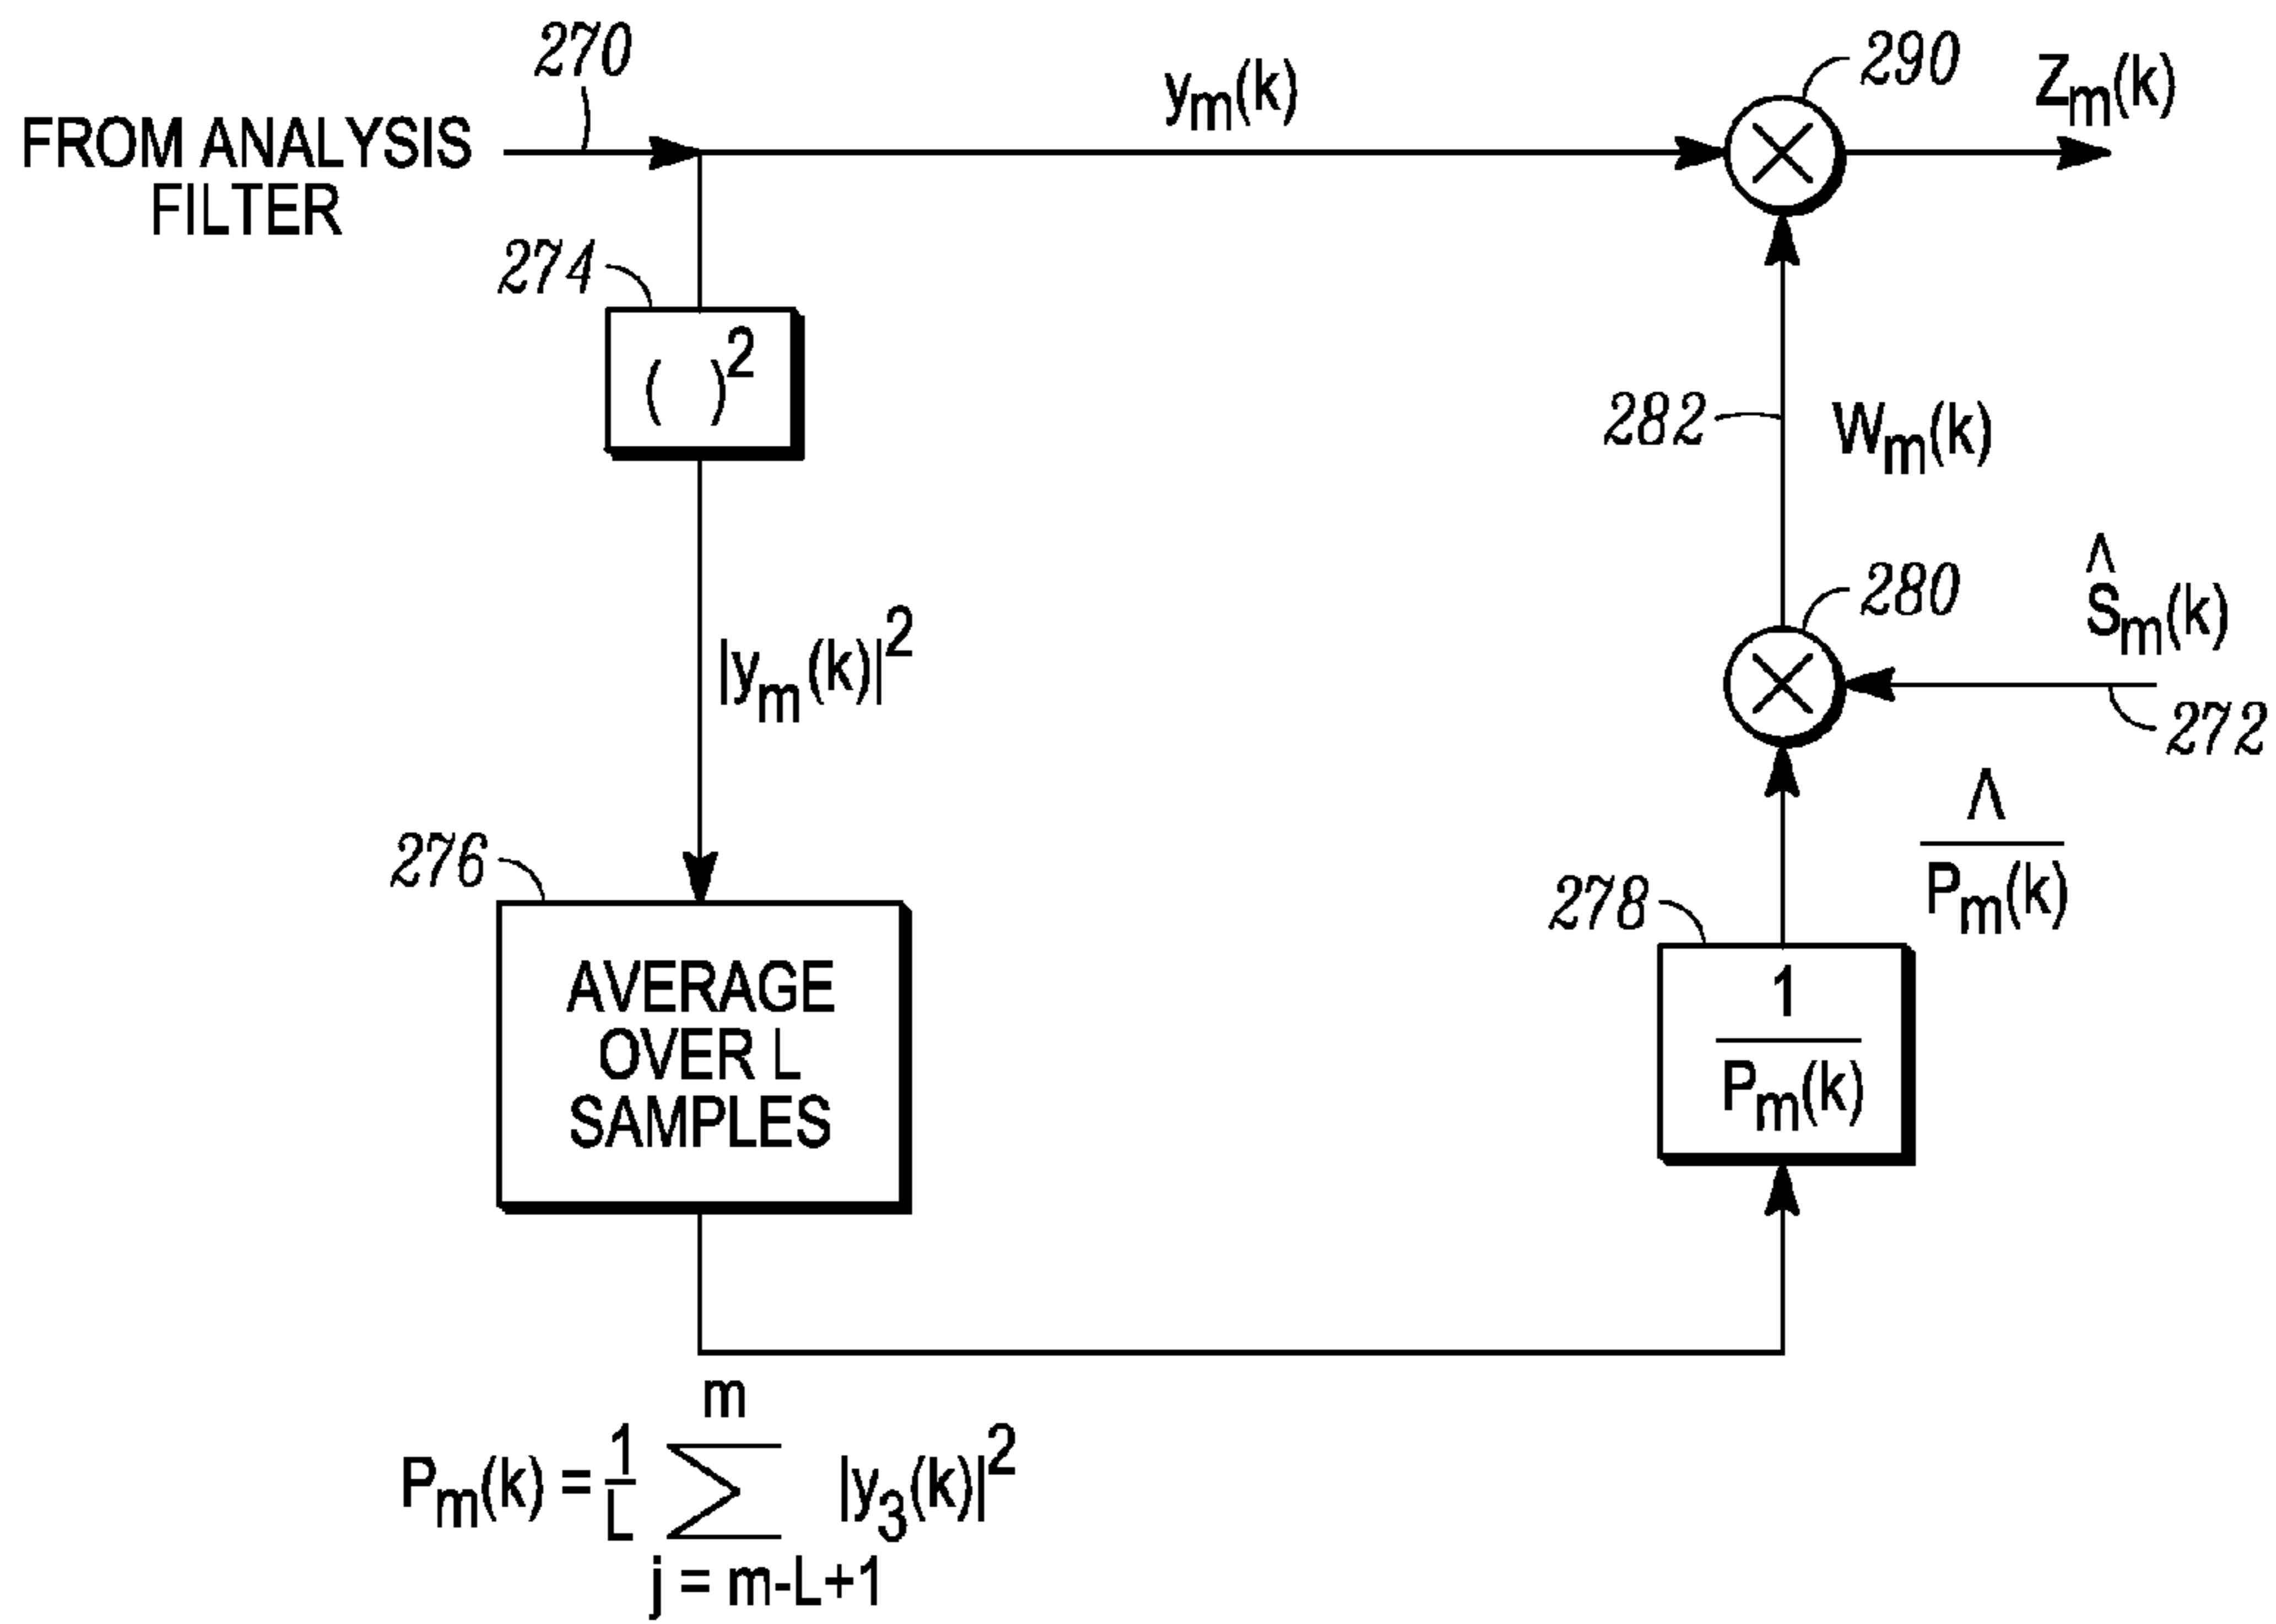 270
FROM ANALYSIS
FILTER
yₘ(k)
290
Zₘ(k)
274
( )²
282
Wₘ(k)
|yₘ(k)|²
280
Ŝₘ(k)
272
276
AVERAGE
OVER L
SAMPLES
278
1
Pₘ(k)
Λ
Pₘ(k)
m
Pₘ(k) = 1/L ∑ |y₃(k)|²
j = m-L+1